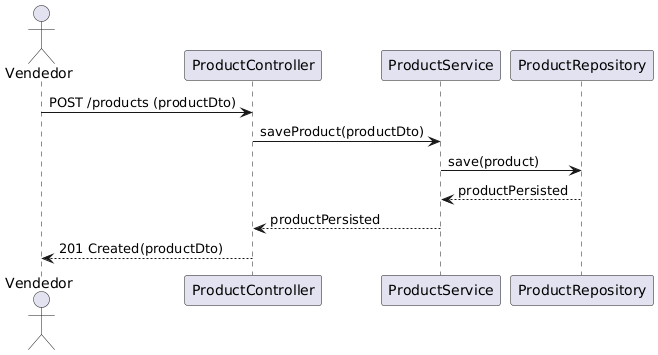 Vendedor
ProductController
ProductService
ProductRepository
POST /products (productDto)
saveProduct(productDto)
save(product)
productPersisted
productPersisted
201 Created(productDto)
Vendedor
ProductController
ProductService
ProductRepository